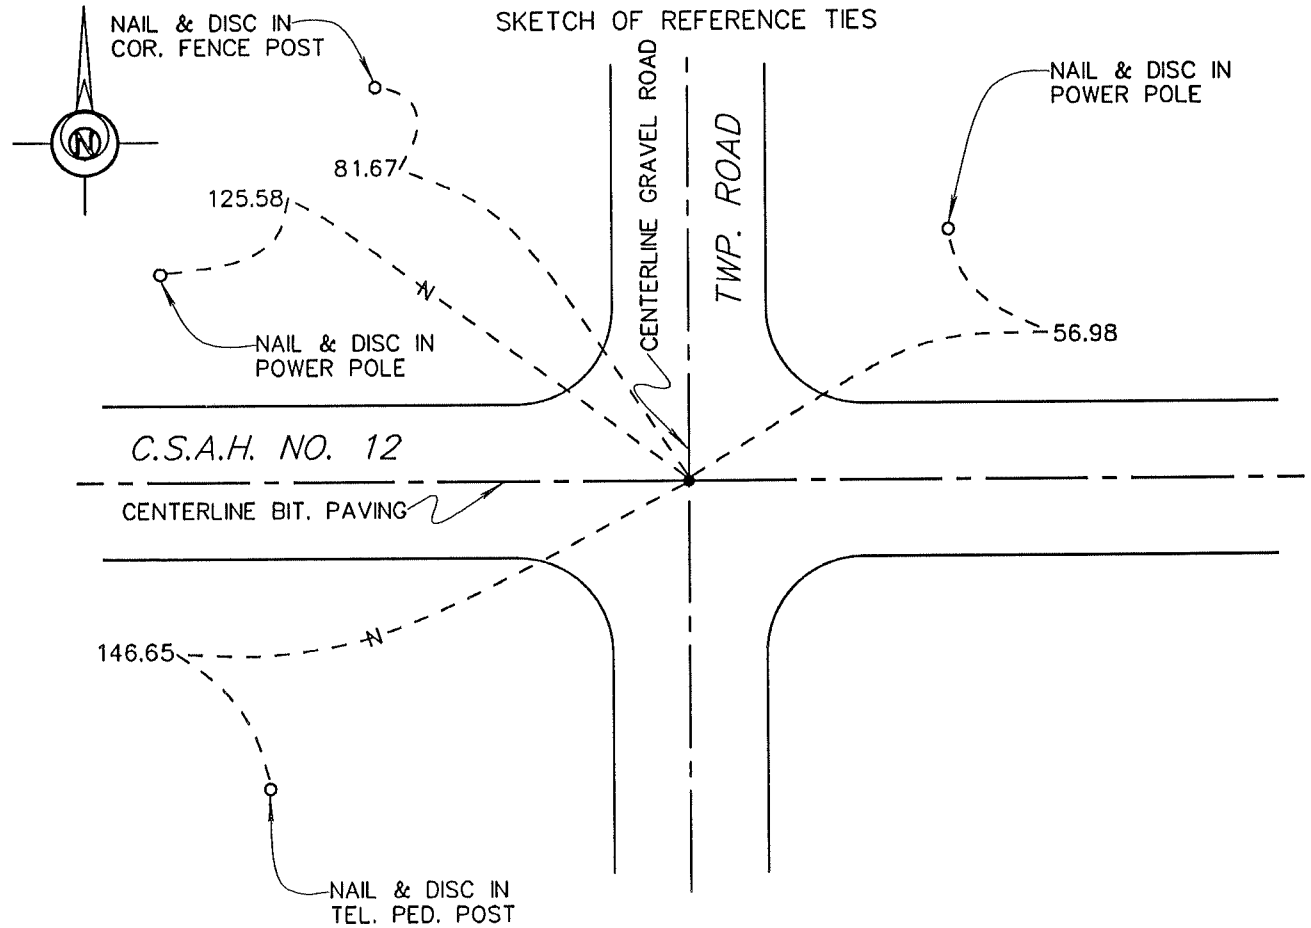 SKETCH OF REFERENCE TIES
NAIL & DISC IN
COR. FENCE POST
N
81.67
125.58
NAIL & DISC IN
POWER POLE
CENTERLINE GRAVEL ROAD
TWP. ROAD
NAIL & DISC IN
POWER POLE
56.98
C.S.A.H. NO. 12
CENTERLINE BIT. PAVING
146.65
NAIL & DISC IN
TEL. PED. POST